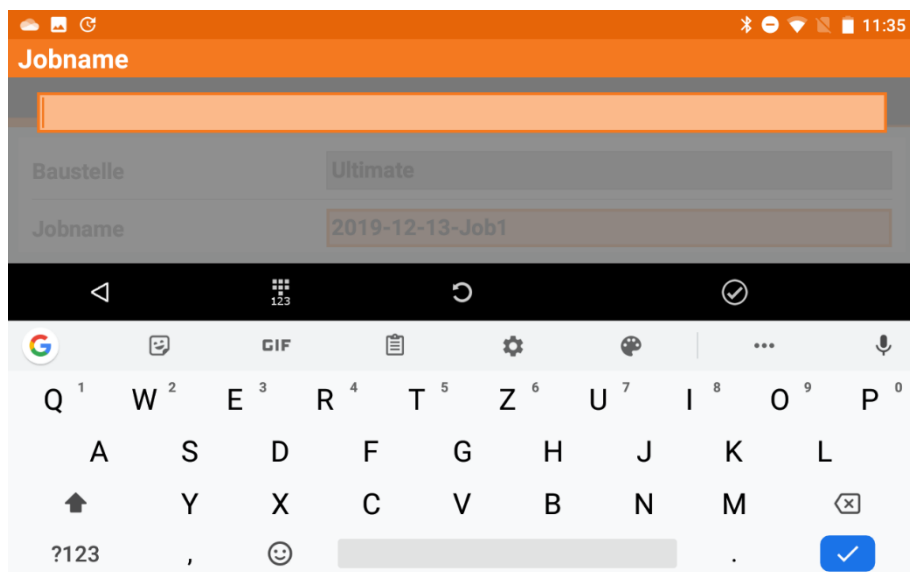 11:35
Jobname
Baustelle Ultimate
Jobname 2019-12-13-Job1
123
G GIF
Q 1 W 2 E 3 R 4 T 5 Z 6 U 7 I 8 O 9 P 0
A S D F G H J K L
Y X C V B N M
?123 , .